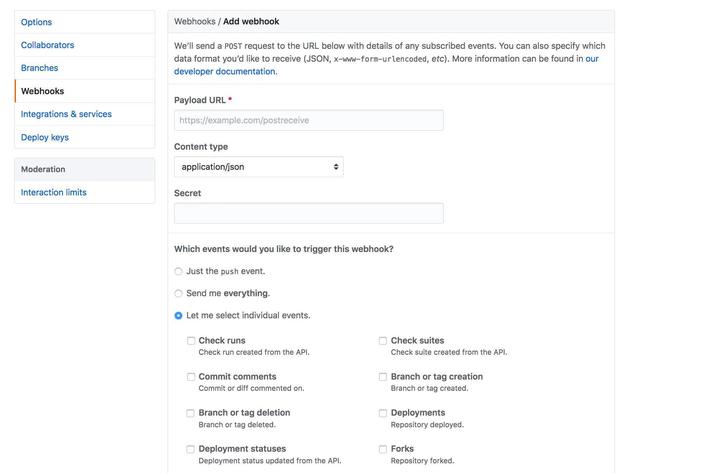 Options
Collaborators
Branches
Webhooks
Integrations & services
Deploy keys
Moderation
Interaction limits
Webhooks / Add webhook
We'll send a POST request to the URL below with details of any subscribed events. You can also specify which
data format you'd like to receive (JSON, x-www-form-urlencoded, etc). More information can be found in our
developer documentation.
Payload URL *
https://example.com/postreceive
Content type
application/json
Secret
Which events would you like to trigger this webhook?
Just the push event.
Send me everything.
Let me select individual events.
Check runs
Check run created from the API.
Check suites
Check suite created from the API.
Commit comments
Commit or diff commented on.
Branch or tag creation
Branch or tag created.
Branch or tag deletion
Branch or tag deleted.
Deployments
Repository deployed.
Deployment statuses
Deployment status updated from the API.
Forks
Repository forked.